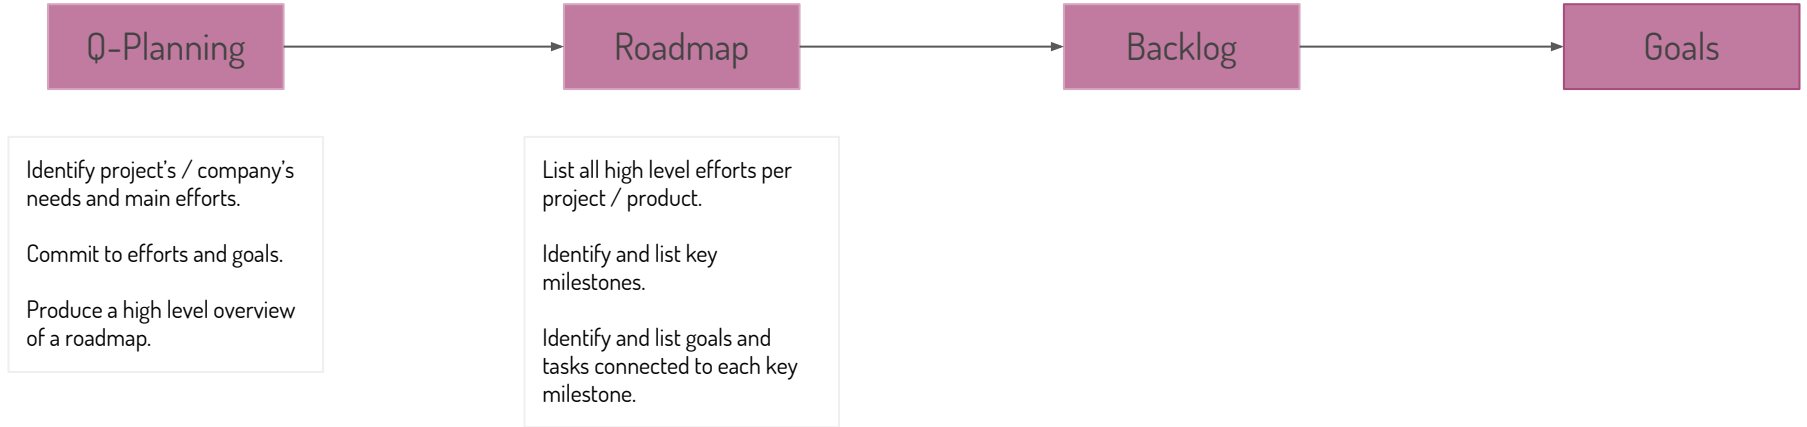 Q-Planning
Roadmap
Backlog
Goals
Identify project's / company's
needs and main efforts.
Commit to efforts and goals.
Produce a high level overview
of a roadmap.
List all high level efforts per
project / product.
Identify and list key
milestones.
Identify and list goals and
tasks connected to each key
milestone.